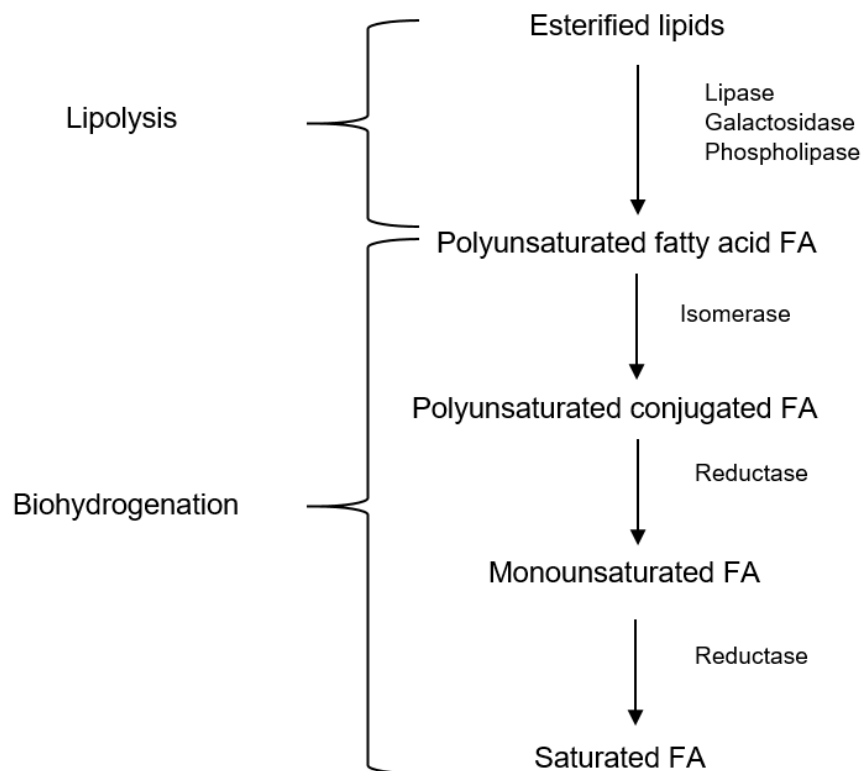 Esterified lipids
Lipolysis
Lipase
Galactosidase
Phospholipase
Polyunsaturated fatty acid FA
Isomerase
Polyunsaturated conjugated FA
Reductase
Biohydrogenation
Monounsaturated FA
Reductase
Saturated FA